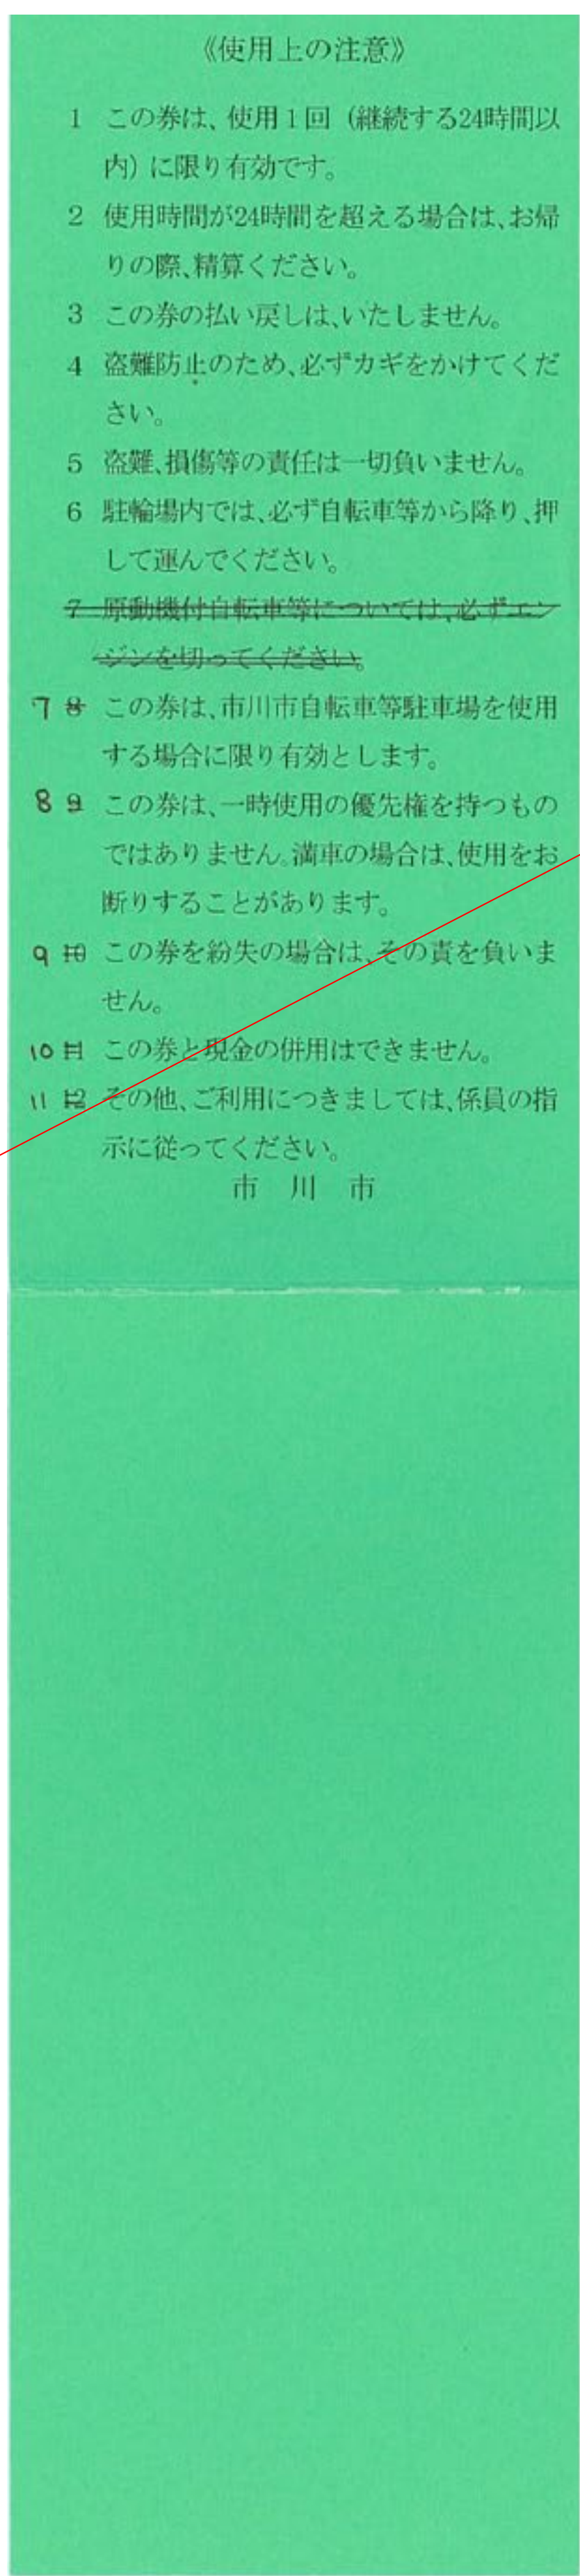 《使用上の注意》
1 この券は、使用1回（継続する24時間以
内）に限り有効です。
2 使用時間が24時間を超える場合は、お帰
りの際、精算ください。
3 この券の払い戻しは、いたしません。
4 盗難防止のため、必ずカギをかけてくだ
さい。
5 盗難、損傷等の責任は一切負いません。
6 駐輪場内では、必ず自転車等から降り、押
して運んでください。
7 原動機付自転車等については、必ずエン
ジンを切ってください。
7 8 この券は、市川市自転車等駐車場を使用
する場合に限り有効とします。
8 9 この券は、一時使用の優先権を持つもの
ではありません。満車の場合は、使用をお
断りすることがあります。
9 10 この券を紛失の場合は、その責を負いま
せん。
10 11 この券と現金の併用はできません。
11 12 その他、ご利用につきましては、係員の指
示に従ってください。
市 川 市